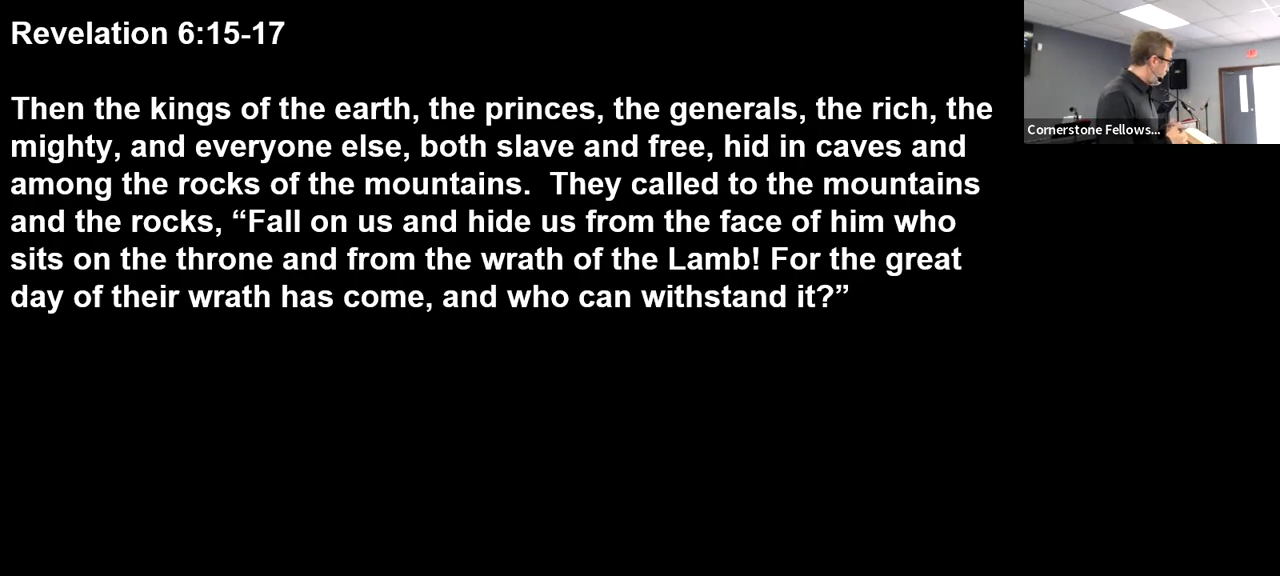 Revelation 6:15-17
Then the kings of the earth, the princes, the generals, the rich, the
mighty, and everyone else, both slave and free, hid in caves and
among the rocks of the mountains.  They called to the mountains
and the rocks, “Fall on us and hide us from the face of him who
sits on the throne and from the wrath of the Lamb! For the great
day of their wrath has come, and who can withstand it?”
Cornerstone Fellows...